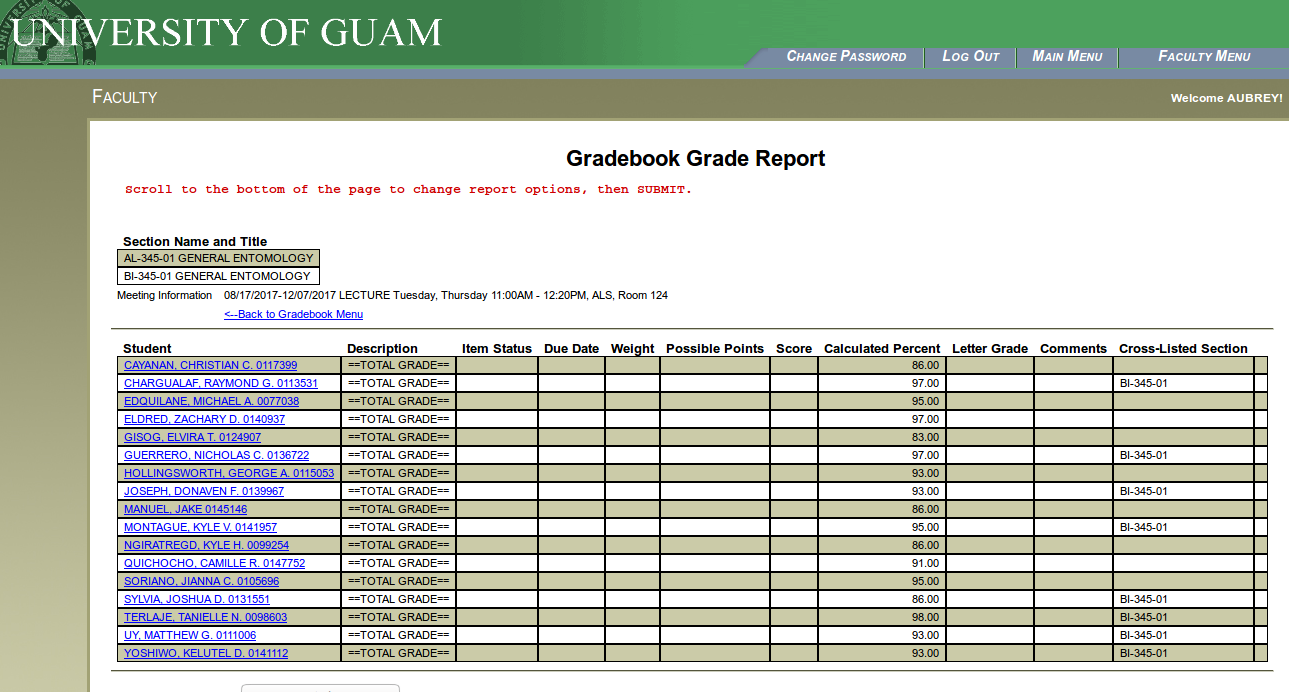 UNIVERSITY OF GUAM
CHANGE PASSWORD LOG OUT MAIN MENU FACULTY MENU
FACULTY Welcome AUBREY!
Gradebook Grade Report
Scroll to the bottom of the page to change report options, then SUBMIT.
Section Name and Title
AL-345-01 GENERAL ENTOMOLOGY
BI-345-01 GENERAL ENTOMOLOGY
Meeting Information 08/17/2017-12/07/2017 LECTURE Tuesday, Thursday 11:00AM - 12:20PM, ALS, Room 124
<--Back to Gradebook Menu
Student Description Item Status Due Date Weight Possible Points Score Calculated Percent Letter Grade Comments Cross-Listed Section
CAYANAN, CHRISTIAN C. 0117399 ==TOTAL GRADE== 86.00
CHARGUALAF, RAYMOND G. 0113531 ==TOTAL GRADE== 97.00 BI-345-01
EDQUILANE, MICHAEL A. 0077038 ==TOTAL GRADE== 95.00
ELDRED, ZACHARY D. 0140937 ==TOTAL GRADE== 97.00
GISOG, ELVIRA T. 0124907 ==TOTAL GRADE== 83.00
GUERRERO, NICHOLAS C. 0136722 ==TOTAL GRADE== 97.00 BI-345-01
HOLLINGSWORTH, GEORGE A. 0115053 ==TOTAL GRADE== 93.00
JOSEPH, DONAVEN F. 0139967 ==TOTAL GRADE== 93.00 BI-345-01
MANUEL, JAKE 0145146 ==TOTAL GRADE== 86.00
MONTAGUE, KYLE V. 0141957 ==TOTAL GRADE== 95.00 BI-345-01
NGIRATREGD, KYLE H. 0099254 ==TOTAL GRADE== 86.00
QUICHOCHO, CAMILLE R. 0147752 ==TOTAL GRADE== 91.00
SORIANO, JIANNA C. 0105696 ==TOTAL GRADE== 95.00
SYLVIA, JOSHUA D. 0131551 ==TOTAL GRADE== 86.00 BI-345-01
TERLAJE, TANIELLE N. 0098603 ==TOTAL GRADE== 98.00 BI-345-01
UY, MATTHEW G. 0111006 ==TOTAL GRADE== 93.00 BI-345-01
YOSHIWO, KELUTEL D. 0141112 ==TOTAL GRADE== 93.00 BI-345-01